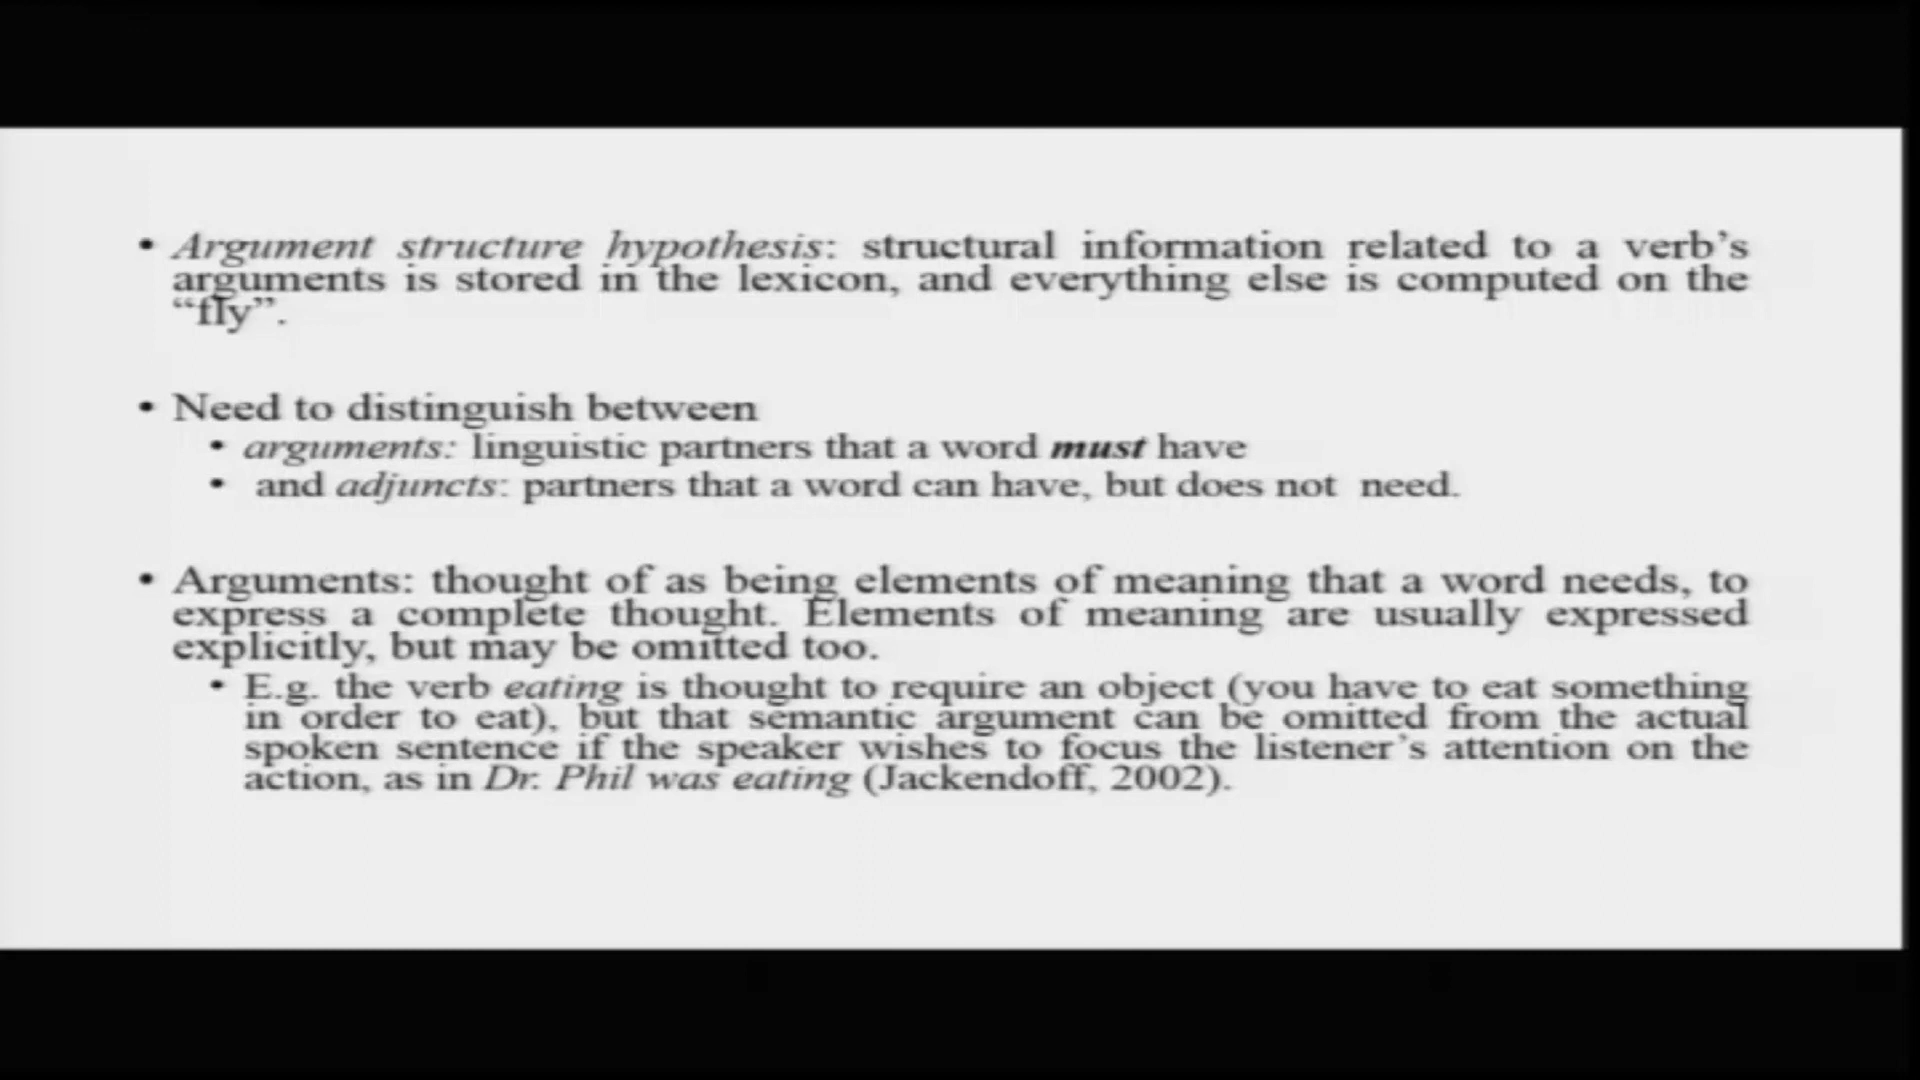 • Argument structure hypothesis: structural information related to a verb’s
arguments is stored in the lexicon, and everything else is computed on the
“fly”.
• Need to distinguish between
• arguments: linguistic partners that a word must have
• and adjuncts: partners that a word can have, but does not need.
• Arguments: thought of as being elements of meaning that a word needs, to
express a complete thought. Elements of meaning are usually expressed
explicitly, but may be omitted too.
• E.g. the verb eating is thought to require an object (you have to eat something
in order to eat), but that semantic argument can be omitted from the actual
spoken sentence if the speaker wishes to focus the listener’s attention on the
action, as in Dr. Phil was eating (Jackendoff, 2002).